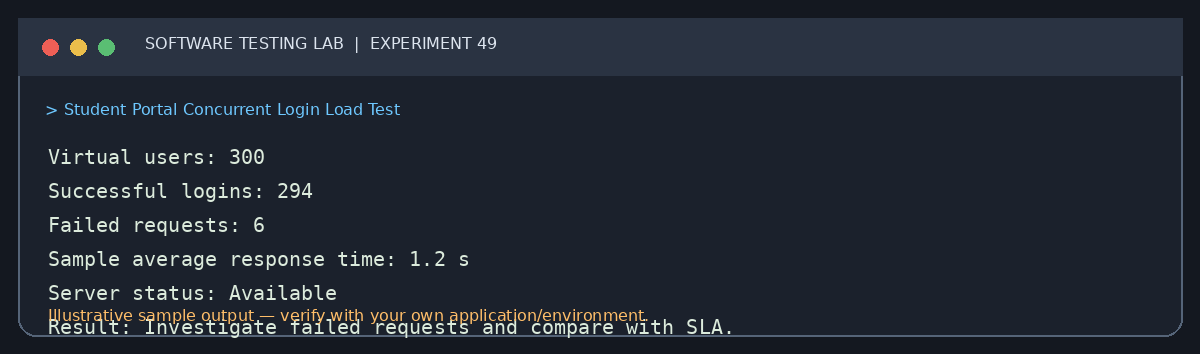 SOFTWARE TESTING LAB | EXPERIMENT 49
> Student Portal Concurrent Login Load Test
Virtual users: 300
Successful logins: 294
Failed requests: 6
Sample average response time: 1.2 s
Server status: Available
Illustrative sample output — verify with your own application/environment.
Result: Investigate failed requests and compare with SLA.